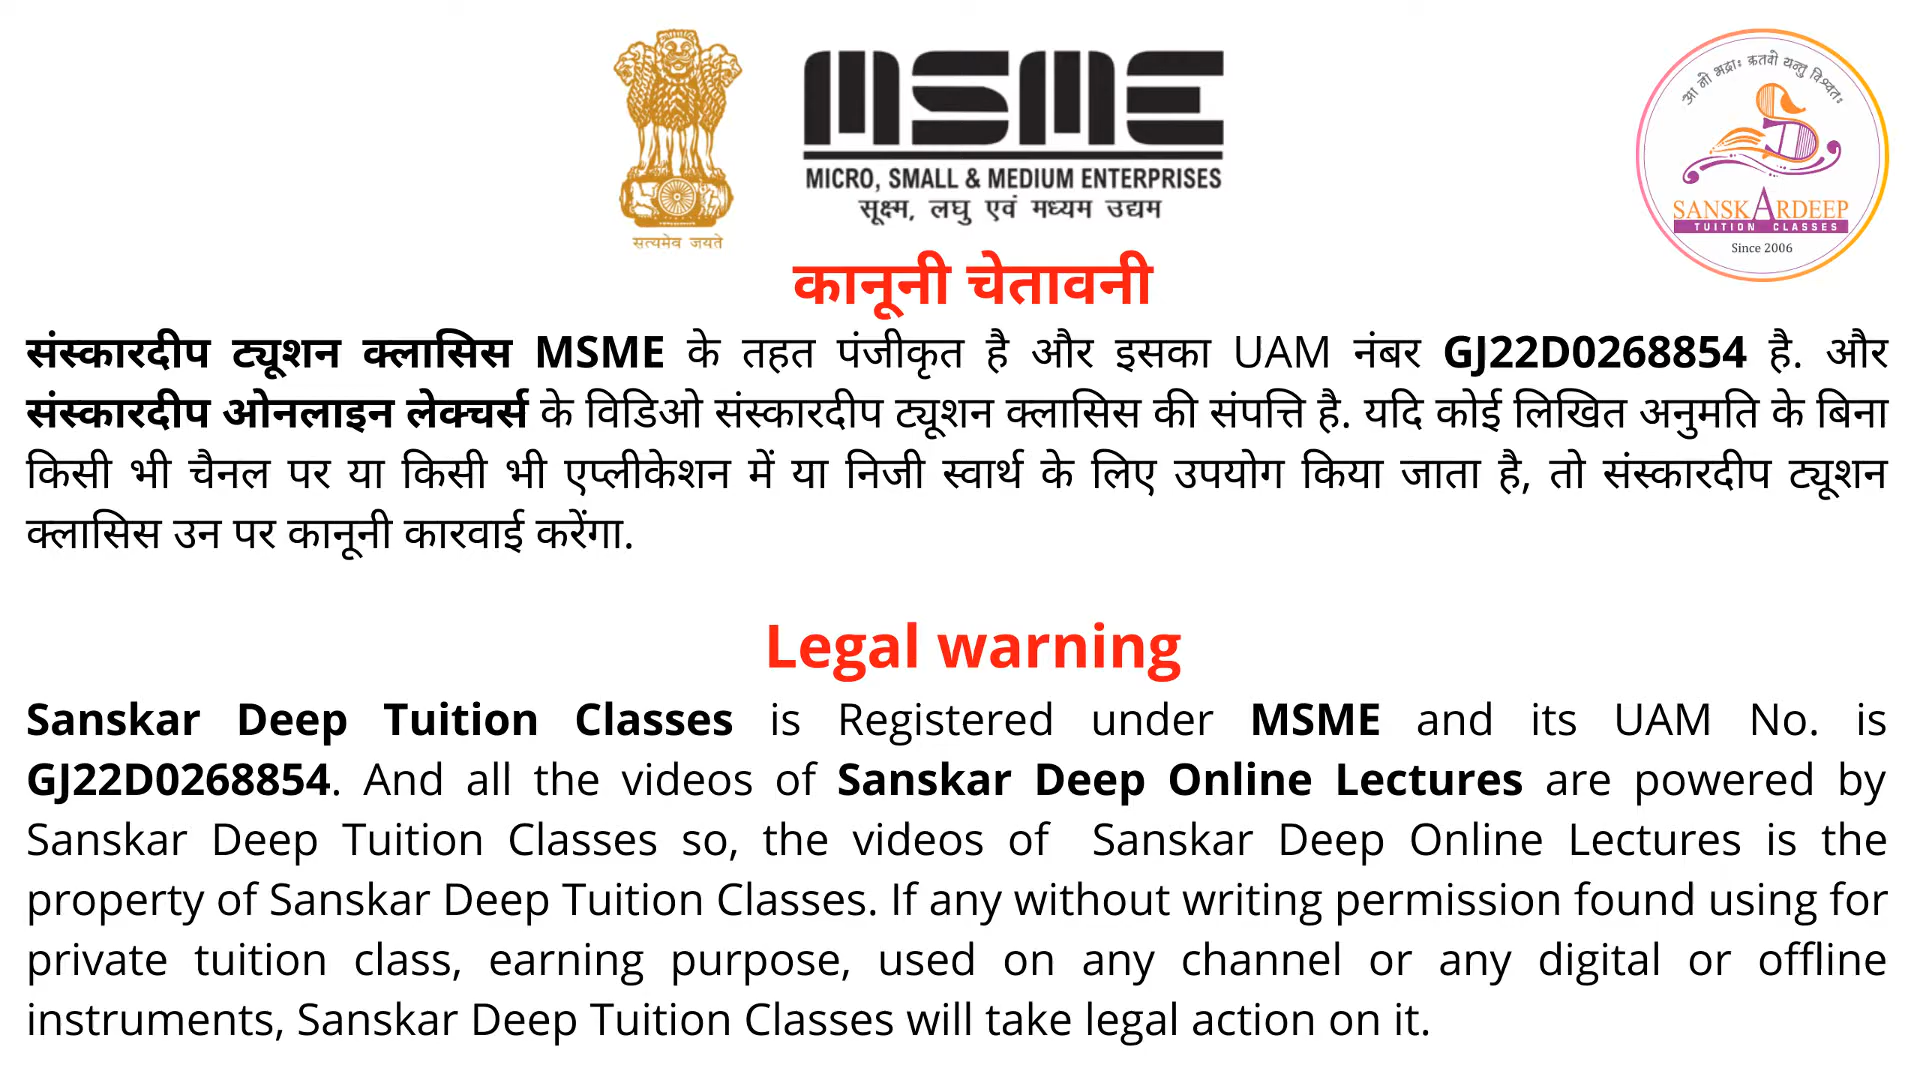 MSME
MICRO, SMALL & MEDIUM ENTERPRISES
सूक्ष्म, लघु एवं मध्यम उद्यम
सत्यमेव जयते
आ नो भद्राः क्रतवो यन्तु विश्वतः
SANSKARDEEP
TUITION CLASSES
Since 2006
कानूनी चेतावनी
संस्कारदीप ट्यूशन क्लासिस MSME के तहत पंजीकृत है और इसका UAM नंबर GJ22D0268854 है. और
संस्कारदीप ओनलाइन लेक्चर्स के विडिओ संस्कारदीप ट्यूशन क्लासिस की संपत्ति है. यदि कोई लिखित अनुमति के बिना
किसी भी चैनल पर या किसी भी एप्लीकेशन में या निजी स्वार्थ के लिए उपयोग किया जाता है, तो संस्कारदीप ट्यूशन
क्लासिस उन पर कानूनी कारवाई करेंगा.
Legal warning
Sanskar Deep Tuition Classes is Registered under MSME and its UAM No. is
GJ22D0268854. And all the videos of Sanskar Deep Online Lectures are powered by
Sanskar Deep Tuition Classes so, the videos of Sanskar Deep Online Lectures is the
property of Sanskar Deep Tuition Classes. If any without writing permission found using for
private tuition class, earning purpose, used on any channel or any digital or offline
instruments, Sanskar Deep Tuition Classes will take legal action on it.